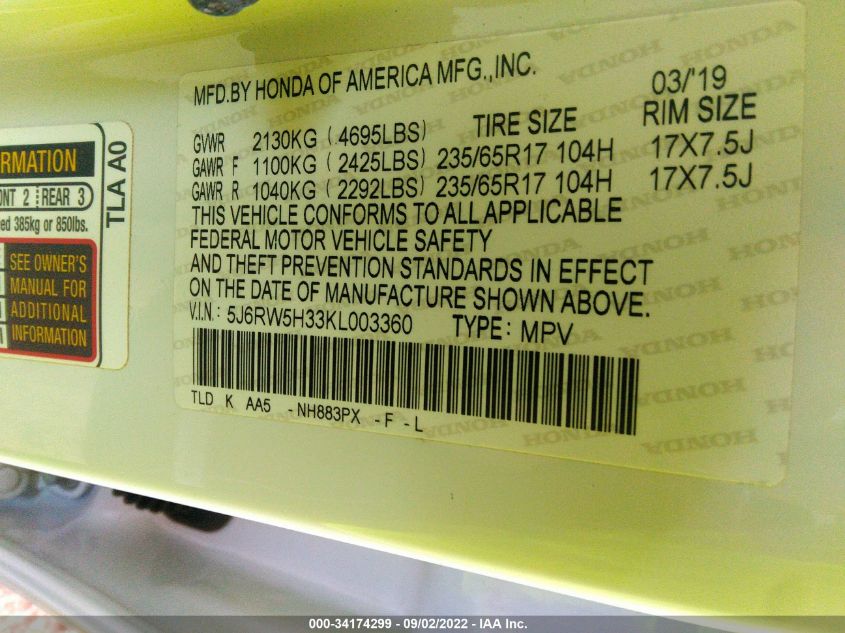 MFD.BY HONDA OF AMERICA MFG.,INC. 03/'19
GVWR 2130KG (4695LBS) TIRE SIZE RIM SIZE
GAWR F 1100KG (2425LBS) 235/65R17 104H 17X7.5J
GAWR R 1040KG (2292LBS) 235/65R17 104H 17X7.5J
THIS VEHICLE CONFORMS TO ALL APPLICABLE
FEDERAL MOTOR VEHICLE SAFETY
AND THEFT PREVENTION STANDARDS IN EFFECT
ON THE DATE OF MANUFACTURE SHOWN ABOVE.
V.I.N.: 5J6RW5H33KL003360 TYPE: MPV
TLD K AA5 -NH883PX -F -L
RMATION
2 REAR 3
385kg or 850lbs.
SEE OWNER'S
MANUAL FOR
ADDITIONAL
INFORMATION
TLA A0
000-34174299 - 09/02/2022 - IAA Inc.